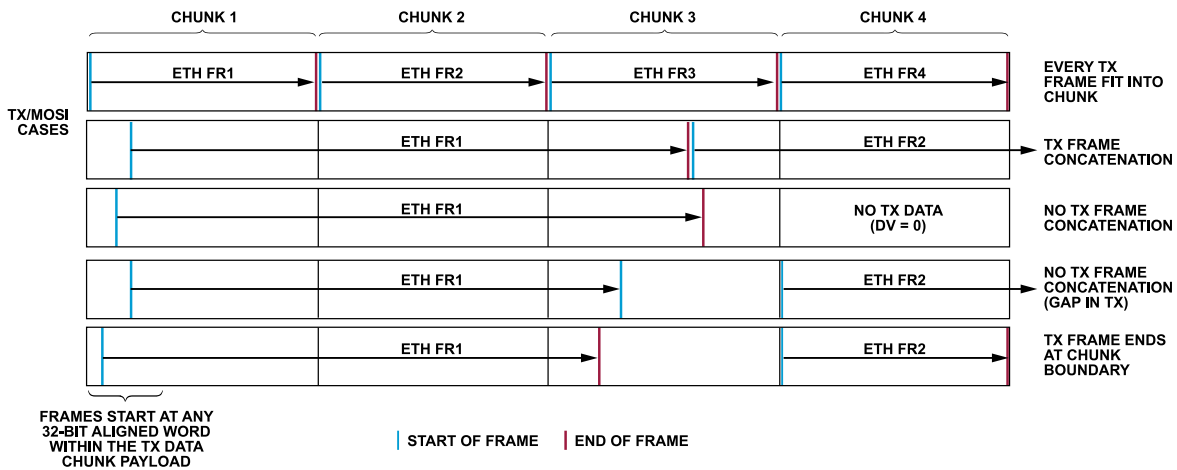 CHUNK 1
CHUNK 2
CHUNK 3
CHUNK 4
TX/MOSI
CASES
ETH FR1
ETH FR2
ETH FR3
ETH FR4
EVERY TX
FRAME FIT INTO
CHUNK
ETH FR1
ETH FR2
TX FRAME
CONCATENATION
ETH FR1
NO TX DATA
(DV = 0)
NO TX FRAME
CONCATENATION
ETH FR1
ETH FR2
NO TX FRAME
CONCATENATION
(GAP IN TX)
ETH FR1
ETH FR2
TX FRAME ENDS
AT CHUNK
BOUNDARY
FRAMES START AT ANY
32-BIT ALIGNED WORD
WITHIN THE TX DATA
CHUNK PAYLOAD
START OF FRAME
END OF FRAME